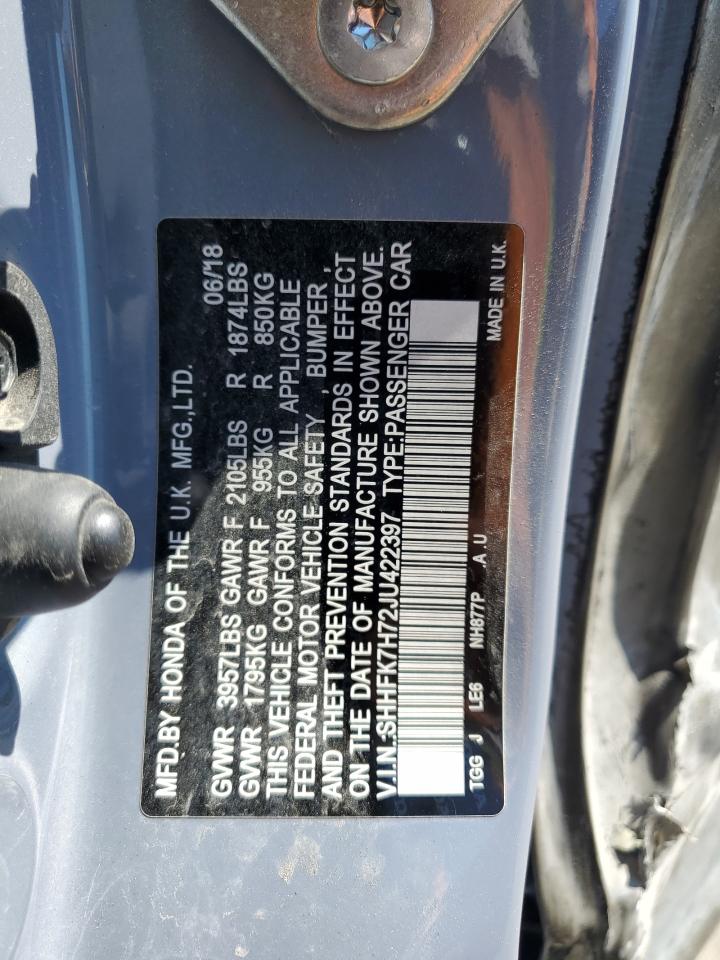 MFD.BY HONDA OF THE U.K. MFG.,LTD.
06/18
GVWR 3957LBS GAWR F 2105LBS R 1874LBS
GVWR 1795KG GAWR F 955KG R 850KG
THIS VEHICLE CONFORMS TO ALL APPLICABLE
FEDERAL MOTOR VEHICLE SAFETY , BUMPER ,
AND THEFT PREVENTION STANDARDS IN EFFECT
ON THE DATE OF MANUFACTURE SHOWN ABOVE.
V.I.N.:SHHFK7H72JU422397 TYPE:PASSENGER CAR
TGG J LE6 NH877P A U
MADE IN U.K.